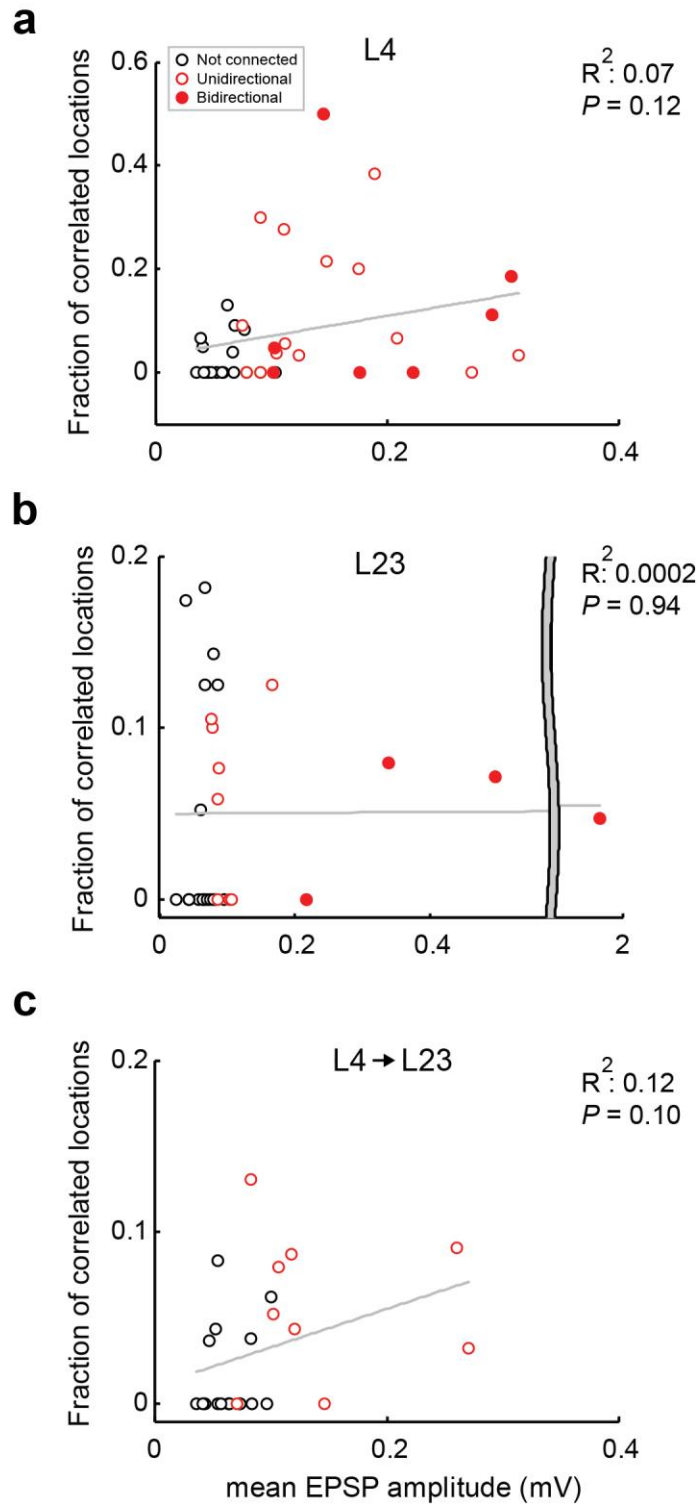 a
L4
Not connected
Unidirectional
Bidirectional
R²: 0.07
P = 0.12
Fraction of correlated locations
0.6
0.4
0.2
0
0
0.2
0.4
b
L23
R²: 0.0002
P = 0.94
Fraction of correlated locations
0.2
0.1
0
0
0.2
0.4
2
c
L4 → L23
R²: 0.12
P = 0.10
Fraction of correlated locations
0.2
0.1
0
0
0.2
0.4
mean EPSP amplitude (mV)